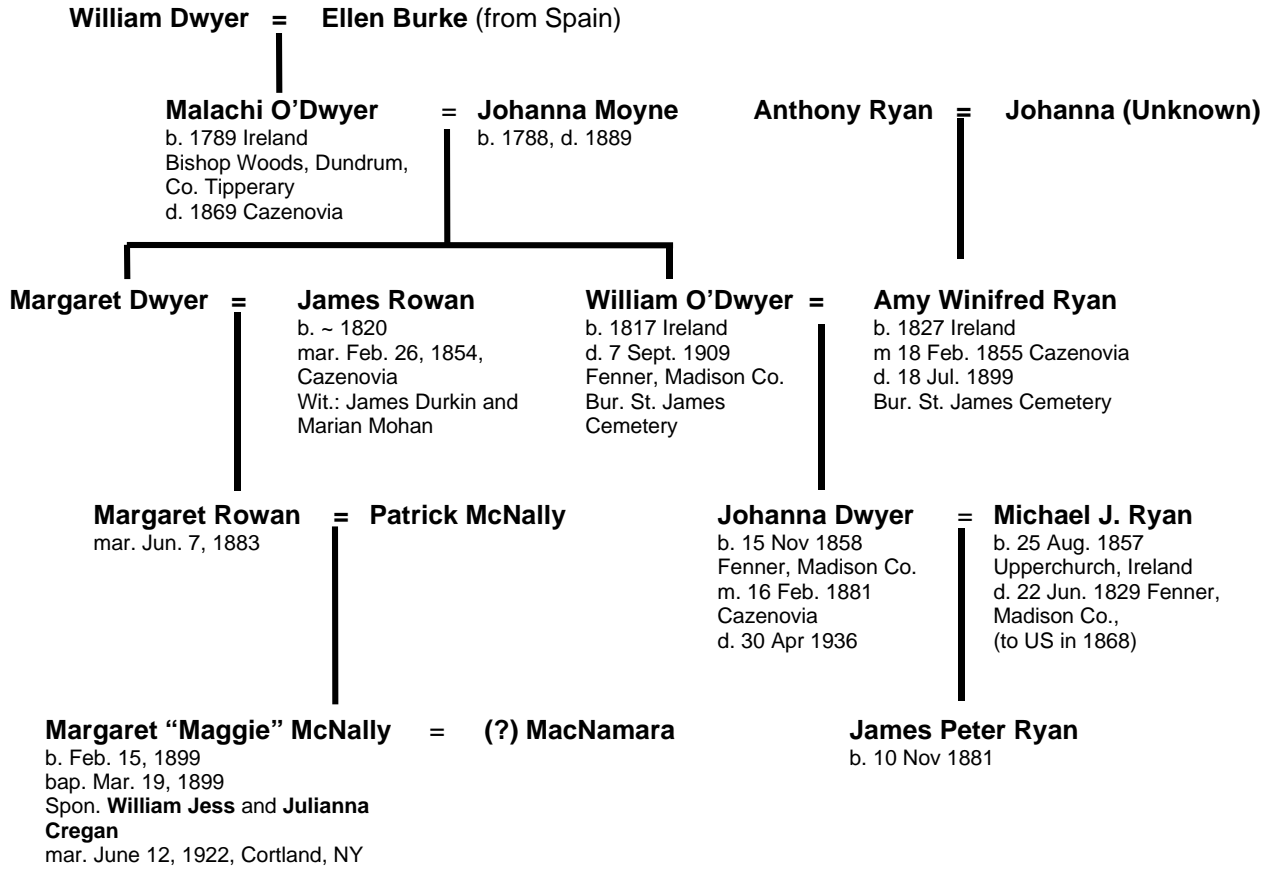 William Dwyer = Ellen Burke (from Spain)
Malachi O’Dwyer = Johanna Moyne
b. 1789 Ireland
Bishop Woods, Dundrum,
Co. Tipperary
d. 1869 Cazenovia
b. 1788, d. 1889
Anthony Ryan = Johanna (Unknown)
Margaret Dwyer = James Rowan
b. ~ 1820
mar. Feb. 26, 1854,
Cazenovia
Wit.: James Durkin and
Marian Mohan
William O’Dwyer = Amy Winifred Ryan
b. 1817 Ireland
d. 7 Sept. 1909
Fenner, Madison Co.
Bur. St. James
Cemetery
b. 1827 Ireland
m 18 Feb. 1855 Cazenovia
d. 18 Jul. 1899
Bur. St. James Cemetery
Margaret Rowan = Patrick McNally
mar. Jun. 7, 1883
Johanna Dwyer = Michael J. Ryan
b. 15 Nov 1858
Fenner, Madison Co.
m. 16 Feb. 1881
Cazenovia
d. 30 Apr 1936
b. 25 Aug. 1857
Upperchurch, Ireland
d. 22 Jun. 1829 Fenner,
Madison Co.,
(to US in 1868)
Margaret “Maggie” McNally = (?) MacNamara
b. Feb. 15, 1899
bap. Mar. 19, 1899
Spon. William Jess and Julianna
Cregan
mar. June 12, 1922, Cortland, NY
James Peter Ryan
b. 10 Nov 1881